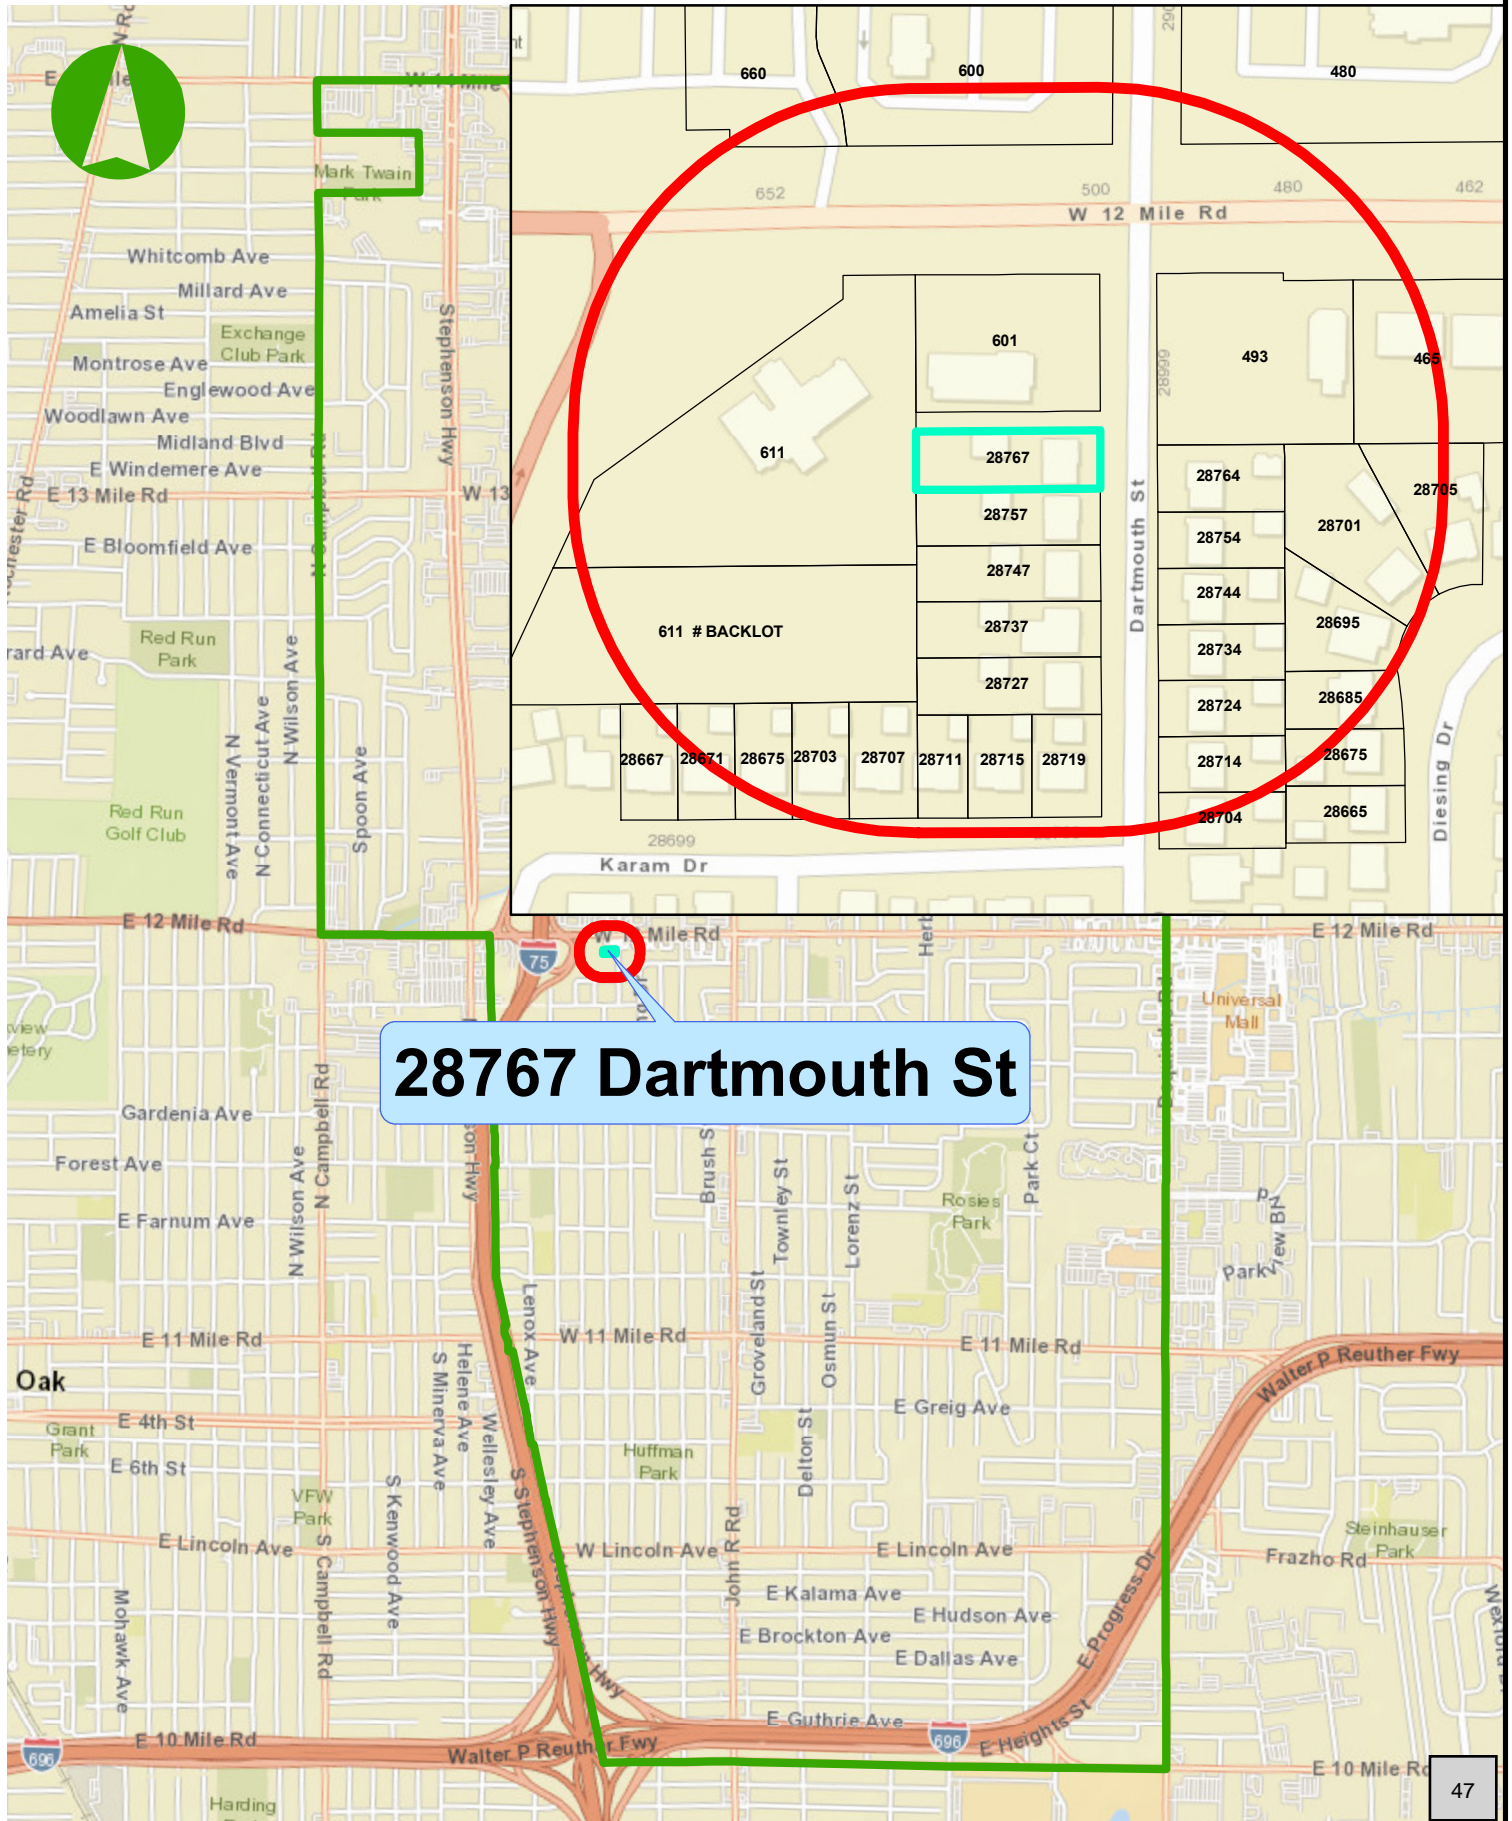 W 14 Mile
Mark Twain
Park
Whitcomb Ave
Millard Ave
Amelia St
Exchange
Club Park
Montrose Ave
Englewood Ave
Woodlawn Ave
Midland Blvd
E Windemere Ave
E 13 Mile Rd
W 13
N Campbell Rd
Stephenson Hwy
E Bloomfield Ave
Red Run
Park
N Wilson Ave
N Connecticut Ave
N Vermont Ave
Spoon Ave
Red Run
Golf Club
E 12 Mile Rd
660
600
480
652
500
480
462
W 12 Mile Rd
601
493
465
28999
611
28767
28757
28747
28737
28727
611 # BACKLOT
Dartmouth St
28764
28754
28744
28734
28724
28714
28704
28701
28705
28695
28685
28675
28665
28667
28671
28675
28703
28707
28711
28715
28719
28699
Karam Dr
Diesing Dr
75
W 12 Mile Rd
E 12 Mile Rd
Universal
Mall
28767 Dartmouth St
Gardenia Ave
Forest Ave
E Farnum Ave
N Wilson Ave
N Campbell Rd
Brush S
Townley St
Lorenz St
Rosies
Park
Park Ct
Lenox Ave
Groveland St
Osmun St
E 11 Mile Rd
W 11 Mile Rd
E 11 Mile Rd
Walter P Reuther Fwy
Oak
S Minerva Ave
Helene Ave
Wellesley Ave
E 4th St
Grant
Park
E 6th St
E Greig Ave
Huffman
Park
Delton St
VFW
Park
S Kenwood Ave
S Stephenson Hwy
E Lincoln Ave
W Lincoln Ave
E Lincoln Ave
Steinhauser
Park
Frazho Rd
Mohawk Ave
S Campbell Rd
John R Rd
E Kalama Ave
E Hudson Ave
E Brockton Ave
E Dallas Ave
E Progress Dr
E Guthrie Ave
E Heights St
696
696
E 10 Mile Rd
Walter P Reuther Fwy
E 10 Mile Rd
Harding
47